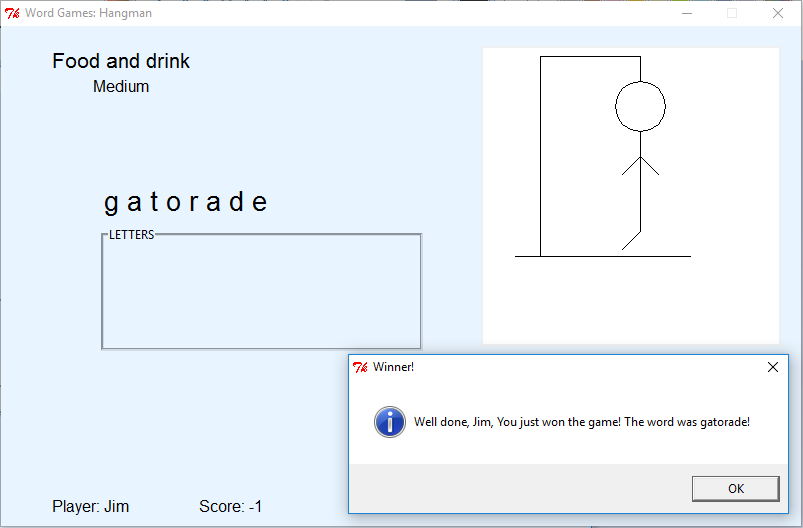 Word Games: Hangman
Food and drink
Medium
g a t o r a d e
LETTERS
Winner!
Well done, Jim, You just won the game! The word was gatorade!
OK
Player: Jim Score: -1